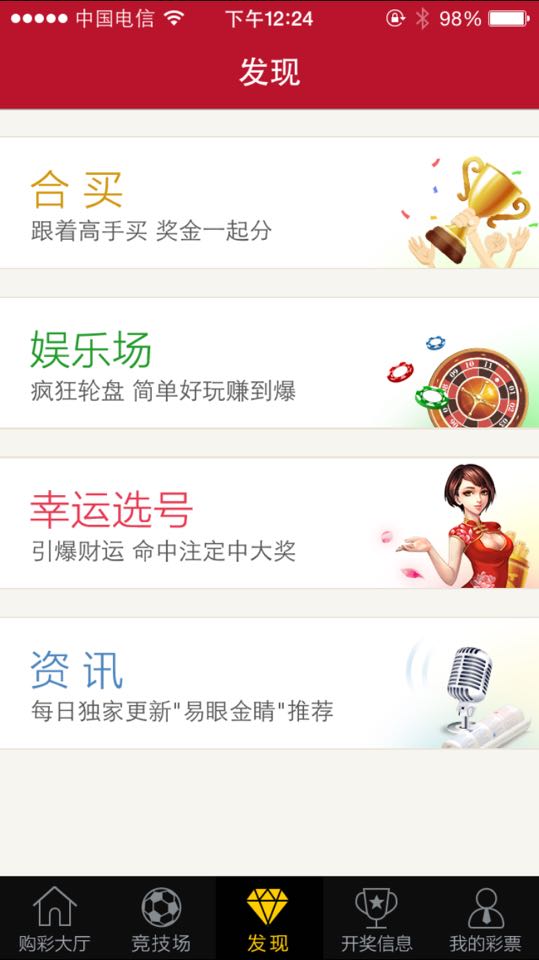 中国电信 下午12:24 98%
发现
合买
跟着高手买 奖金一起分
娱乐场
疯狂轮盘 简单好玩赚到爆
幸运选号
引爆财运 命中注定中大奖
资讯
每日独家更新"易眼金睛"推荐
购彩大厅 竞技场 发现 开奖信息 我的彩票